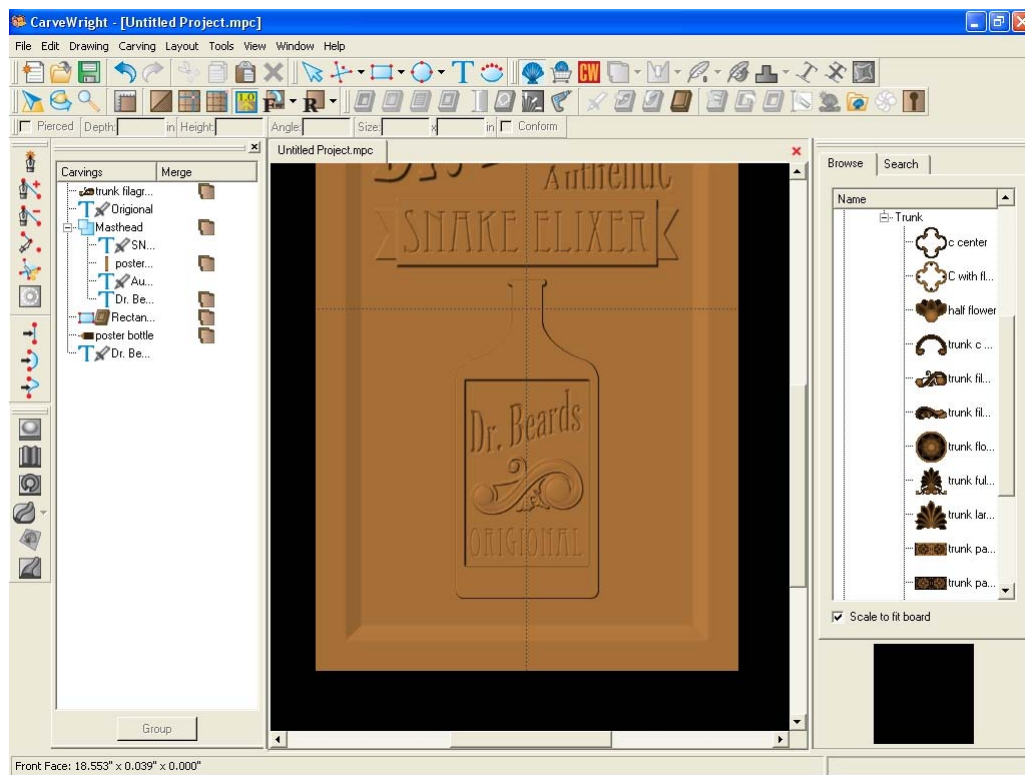 CarveWright - [Untitled Project.mpc]
File Edit Drawing Carving Layout Tools View Window Help
Pierced Depth: in Height: Angle: Size: x in Conform
Untitled Project.mpc
Carvings Merge
trunk filagr...
Origional
Masthead
SN...
poster...
Au...
Dr. Be...
Rectan...
poster bottle
Dr. Be...
Group
Authentic
SNAKE ELIXER
Dr. Beards
ORIGIONAL
Browse Search
Name
Trunk
c center
C with fl...
half flower
trunk c ...
trunk fil...
trunk fil...
trunk flo...
trunk ful...
trunk lar...
trunk pa...
trunk pa...
Scale to fit board
Front Face: 18.553" x 0.039" x 0.000"